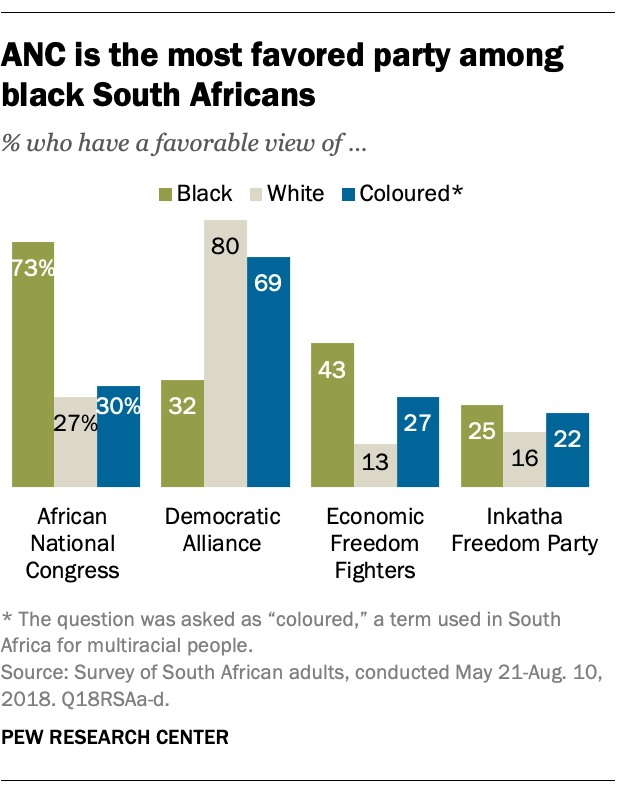 ANC is the most favored party among
black South Africans
% who have a favorable view of ...
Black White Coloured*
73% 27% 30%
32 80 69
43 13 27
25 16 22
African
National
Congress
Democratic
Alliance
Economic
Freedom
Fighters
Inkatha
Freedom Party
* The question was asked as “coloured,” a term used in South
Africa for multiracial people.
Source: Survey of South African adults, conducted May 21-Aug. 10,
2018. Q18RSAa-d.
PEW RESEARCH CENTER